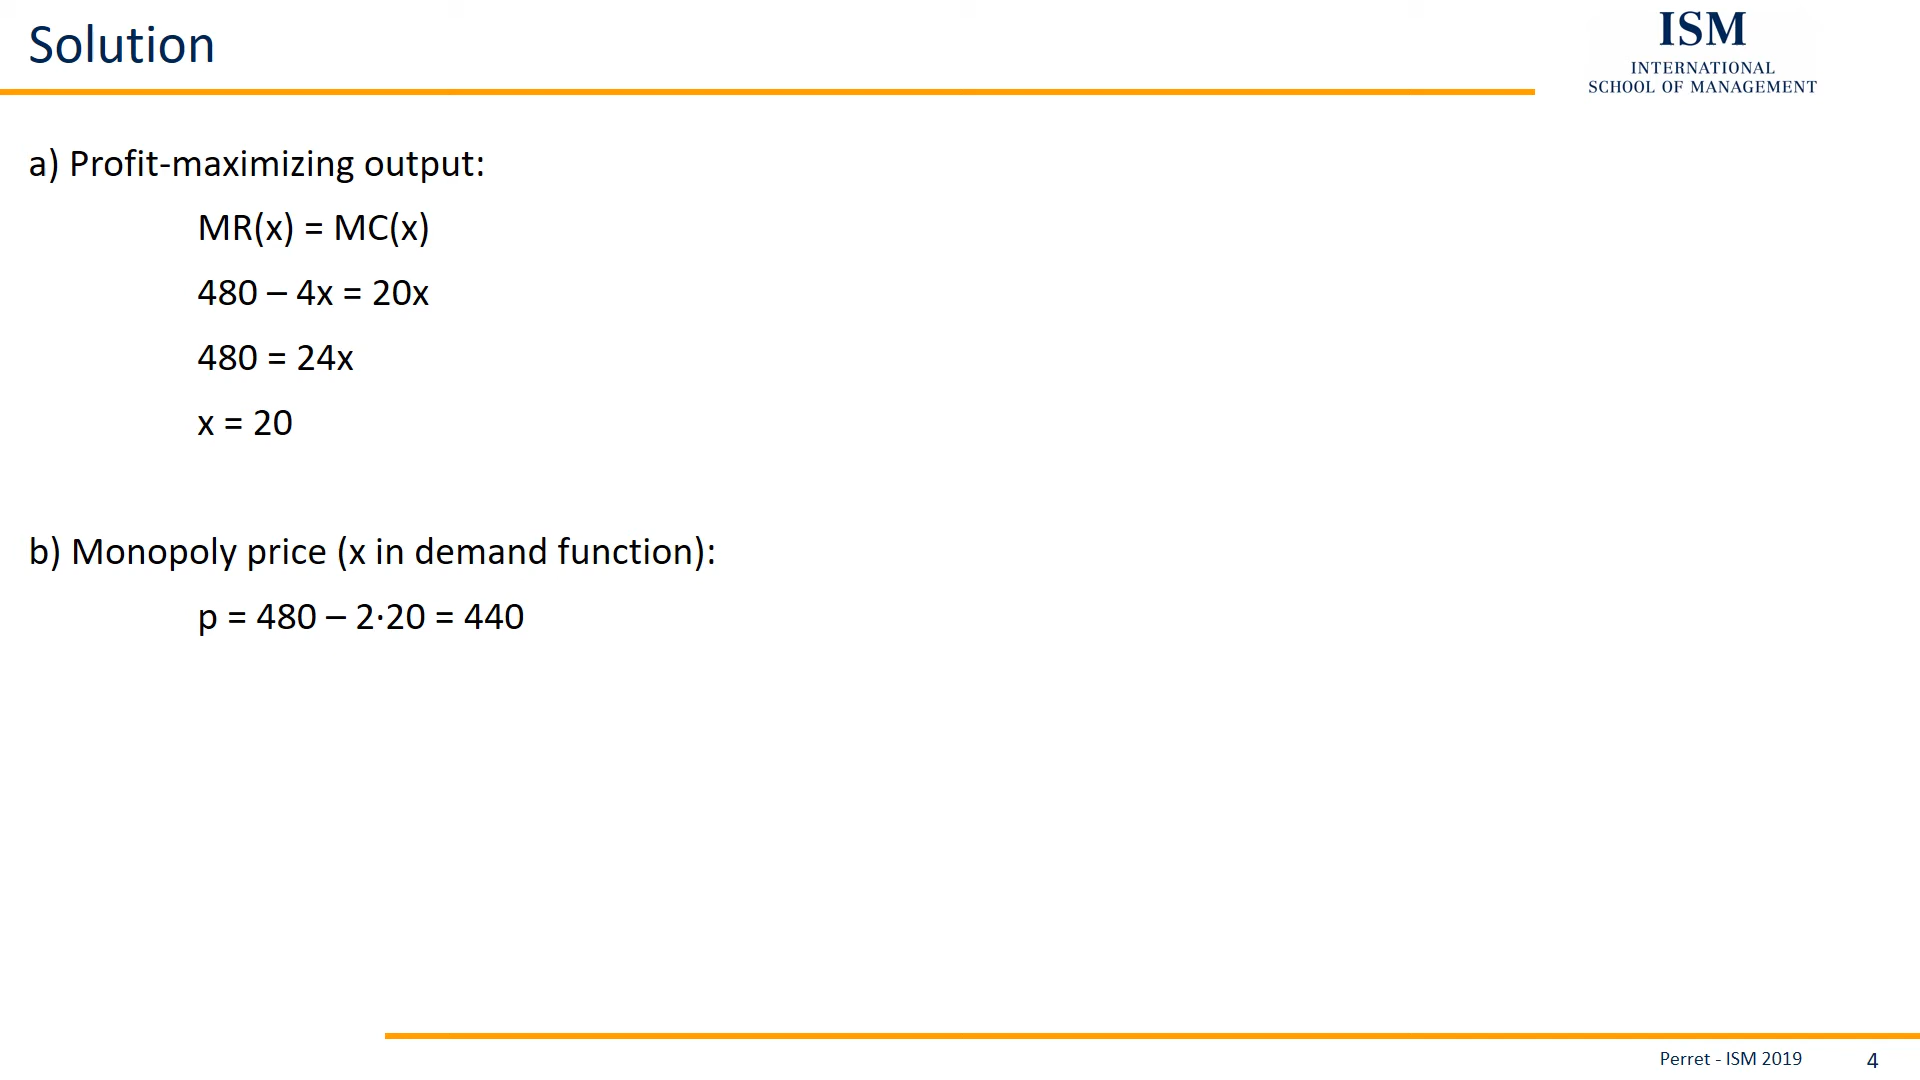 Solution
ISM
INTERNATIONAL
SCHOOL OF MANAGEMENT
a) Profit-maximizing output:
MR(x) = MC(x)
480 – 4x = 20x
480 = 24x
x = 20
b) Monopoly price (x in demand function):
p = 480 – 2·20 = 440
Perret - ISM 2019
4